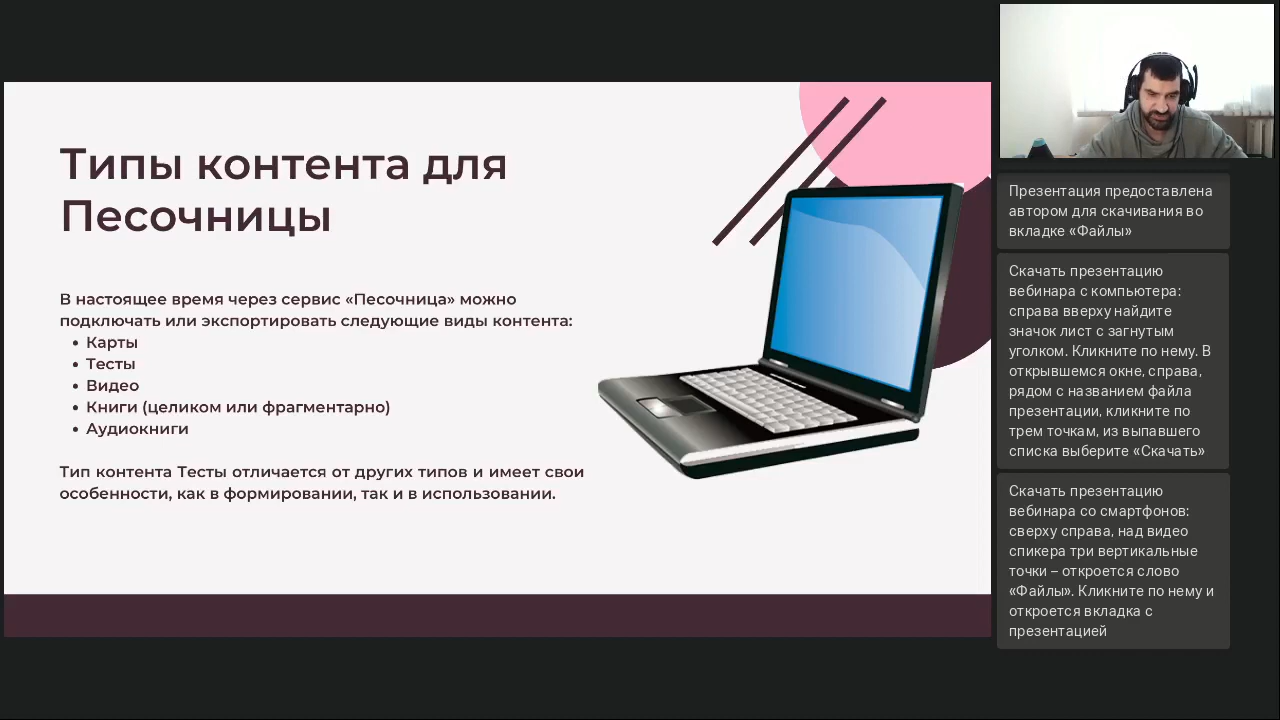 Типы контента для
Песочницы
В настоящее время через сервис «Песочница» можно
подключать или экспортировать следующие виды контента:
• Карты
• Тесты
• Видео
• Книги (целиком или фрагментарно)
• Аудиокниги
Тип контента Тесты отличается от других типов и имеет свои
особенности, как в формировании, так и в использовании.
Презентация предоставлена
автором для скачивания во
вкладке «Файлы»
Скачать презентацию
вебинара с компьютера:
справа вверху найдите
значок лист с загнутым
уголком. Кликните по нему. В
открывшемся окне, справа,
рядом с названием файла
презентации, кликните по
трем точкам, из выпавшего
списка выберите «Скачать»
Скачать презентацию
вебинара со смартфонов:
сверху справа, над видео
спикера три вертикальные
точки – откроется слово
«Файлы». Кликните по нему и
откроется вкладка с
презентацией